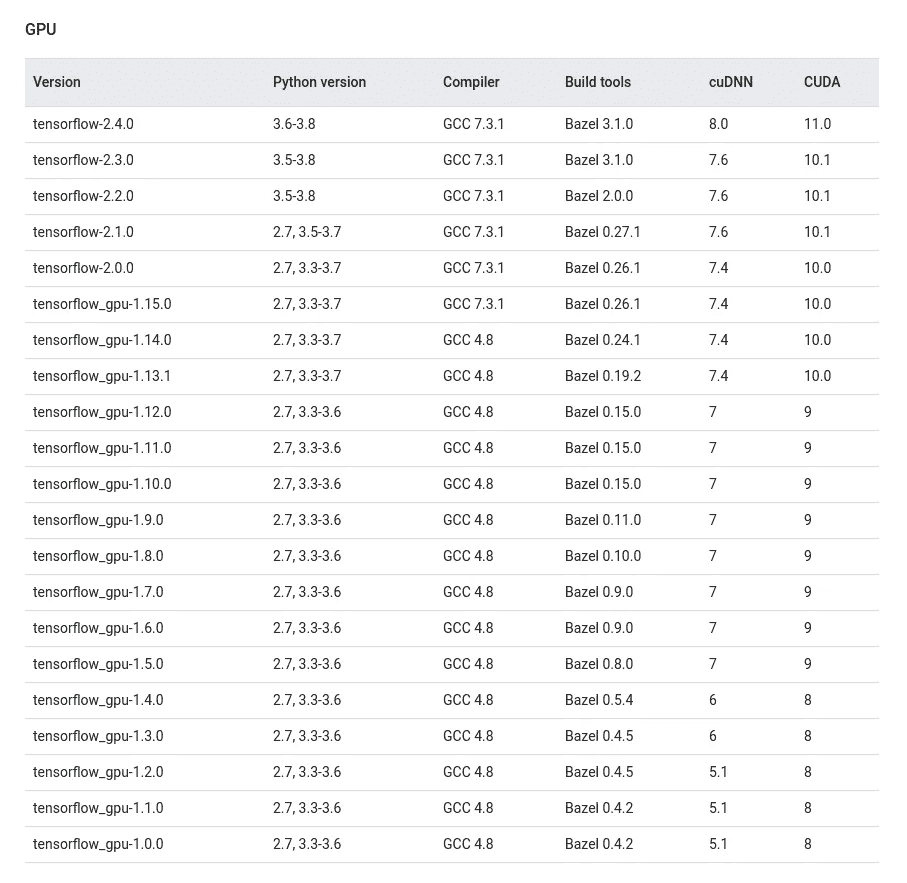 GPU
Version Python version Compiler Build tools cuDNN CUDA
tensorflow-2.4.0 3.6-3.8 GCC 7.3.1 Bazel 3.1.0 8.0 11.0
tensorflow-2.3.0 3.5-3.8 GCC 7.3.1 Bazel 3.1.0 7.6 10.1
tensorflow-2.2.0 3.5-3.8 GCC 7.3.1 Bazel 2.0.0 7.6 10.1
tensorflow-2.1.0 2.7, 3.5-3.7 GCC 7.3.1 Bazel 0.27.1 7.6 10.1
tensorflow-2.0.0 2.7, 3.3-3.7 GCC 7.3.1 Bazel 0.26.1 7.4 10.0
tensorflow_gpu-1.15.0 2.7, 3.3-3.7 GCC 7.3.1 Bazel 0.26.1 7.4 10.0
tensorflow_gpu-1.14.0 2.7, 3.3-3.7 GCC 4.8 Bazel 0.24.1 7.4 10.0
tensorflow_gpu-1.13.1 2.7, 3.3-3.7 GCC 4.8 Bazel 0.19.2 7.4 10.0
tensorflow_gpu-1.12.0 2.7, 3.3-3.6 GCC 4.8 Bazel 0.15.0 7 9
tensorflow_gpu-1.11.0 2.7, 3.3-3.6 GCC 4.8 Bazel 0.15.0 7 9
tensorflow_gpu-1.10.0 2.7, 3.3-3.6 GCC 4.8 Bazel 0.15.0 7 9
tensorflow_gpu-1.9.0 2.7, 3.3-3.6 GCC 4.8 Bazel 0.11.0 7 9
tensorflow_gpu-1.8.0 2.7, 3.3-3.6 GCC 4.8 Bazel 0.10.0 7 9
tensorflow_gpu-1.7.0 2.7, 3.3-3.6 GCC 4.8 Bazel 0.9.0 7 9
tensorflow_gpu-1.6.0 2.7, 3.3-3.6 GCC 4.8 Bazel 0.9.0 7 9
tensorflow_gpu-1.5.0 2.7, 3.3-3.6 GCC 4.8 Bazel 0.8.0 7 9
tensorflow_gpu-1.4.0 2.7, 3.3-3.6 GCC 4.8 Bazel 0.5.4 6 8
tensorflow_gpu-1.3.0 2.7, 3.3-3.6 GCC 4.8 Bazel 0.4.5 6 8
tensorflow_gpu-1.2.0 2.7, 3.3-3.6 GCC 4.8 Bazel 0.4.5 5.1 8
tensorflow_gpu-1.1.0 2.7, 3.3-3.6 GCC 4.8 Bazel 0.4.2 5.1 8
tensorflow_gpu-1.0.0 2.7, 3.3-3.6 GCC 4.8 Bazel 0.4.2 5.1 8